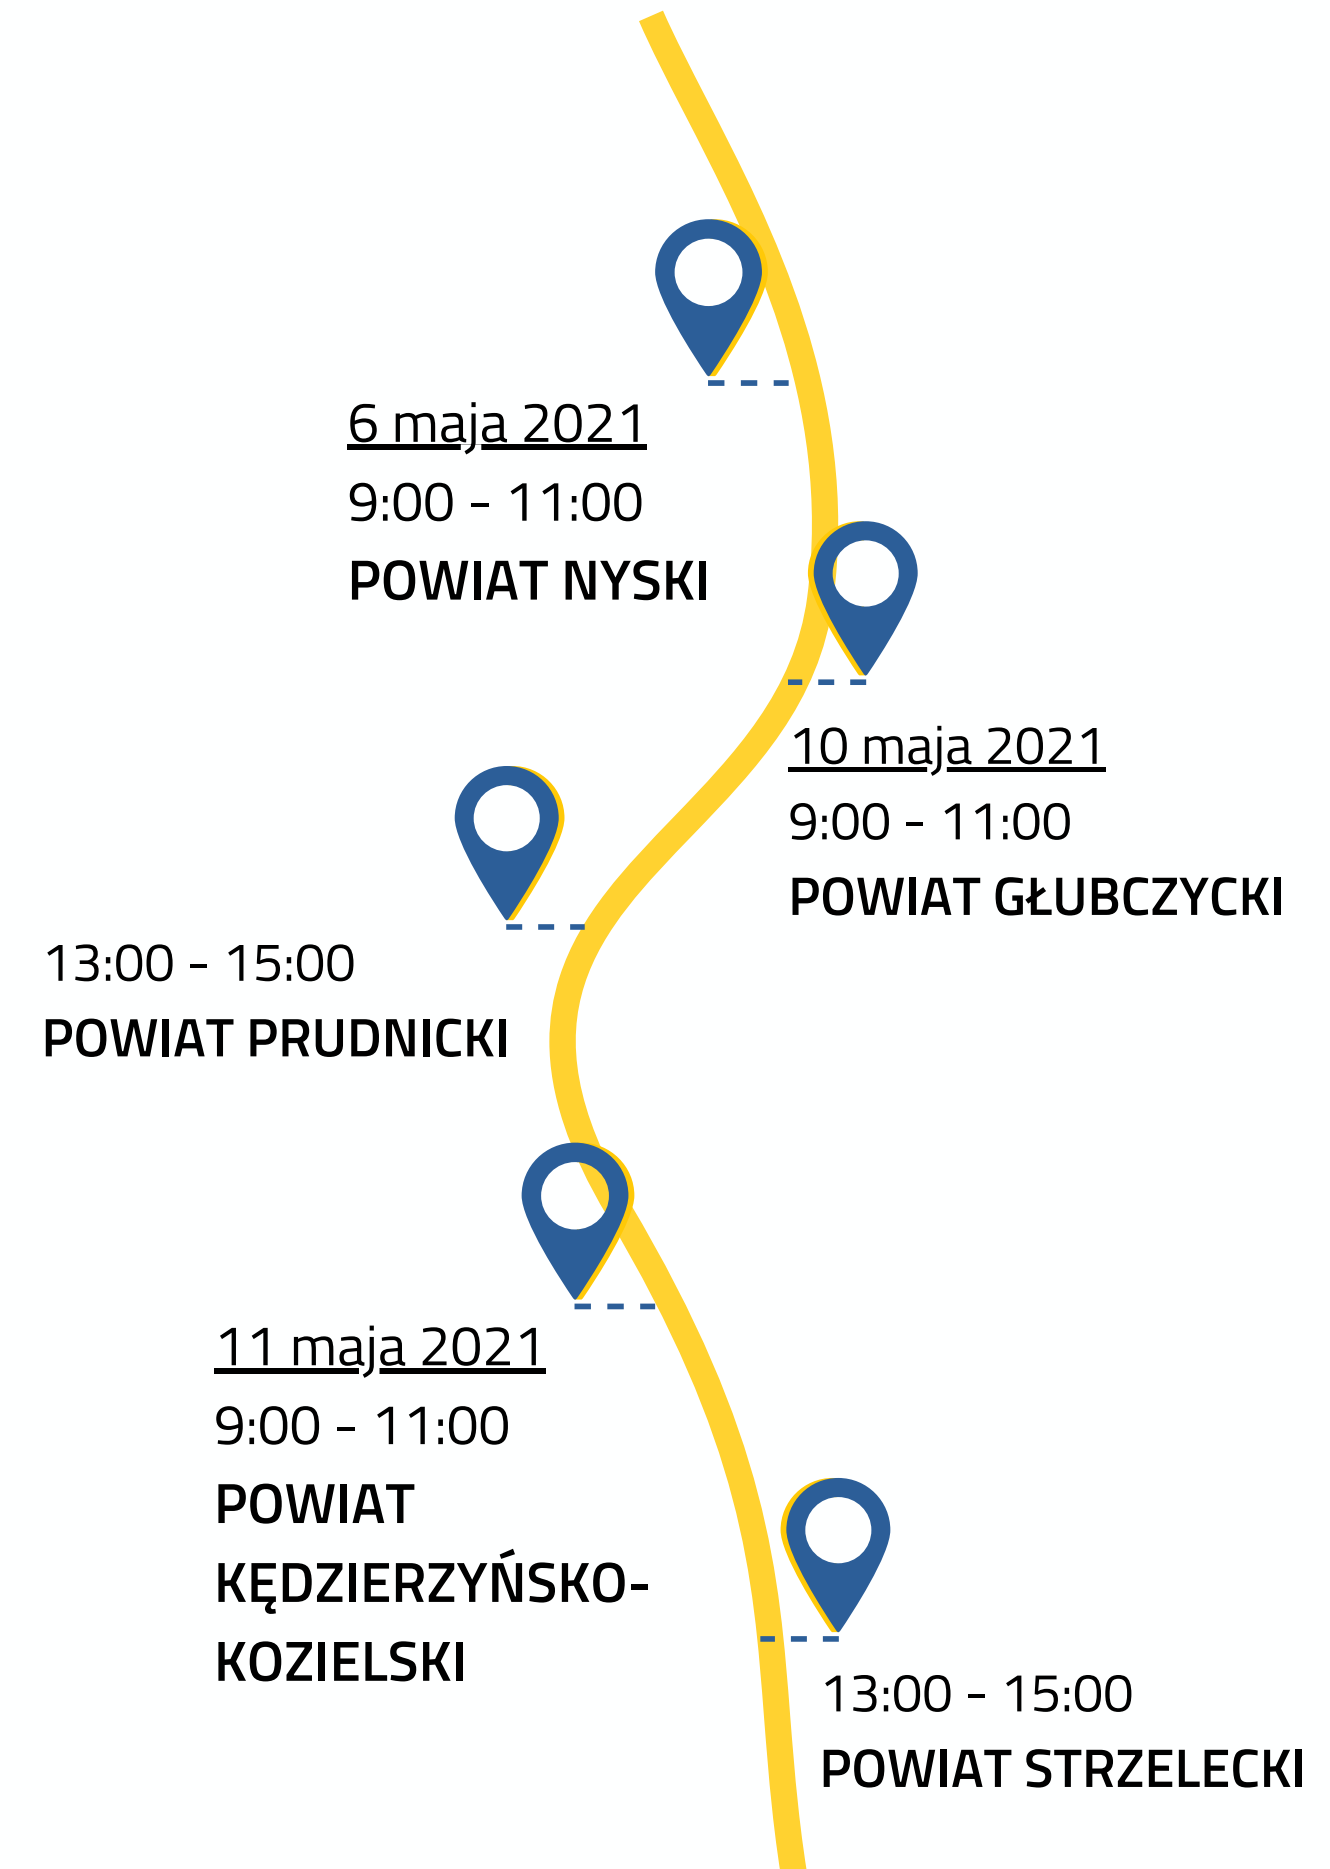 6 maja 2021
9:00 - 11:00
POWIAT NYSKI
10 maja 2021
9:00 - 11:00
POWIAT GŁUBCZYCKI
13:00 - 15:00
POWIAT PRUDNICKI
11 maja 2021
9:00 - 11:00
POWIAT
KĘDZIERZYŃSKO-
KOZIELSKI
13:00 - 15:00
POWIAT STRZELECKI